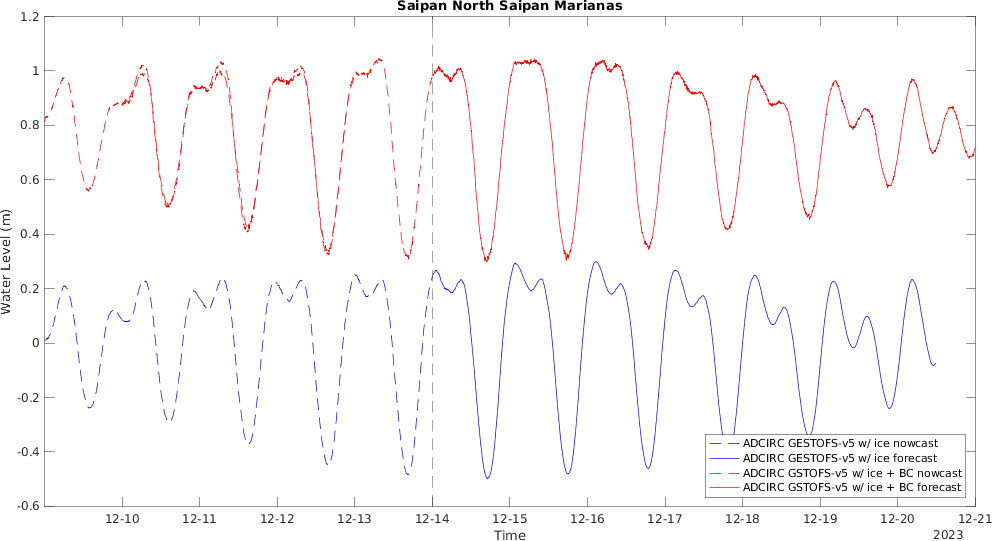 Saipan North Saipan Marianas
1.2
1
0.8
0.6
0.4
0.2
0
-0.2
-0.4
-0.6
Water Level (m)
ADCIRC GESTOFS-v5 w/ ice nowcast
ADCIRC GESTOFS-v5 w/ ice forecast
ADCIRC GSTOFS-v5 w/ ice + BC nowcast
ADCIRC GSTOFS-v5 w/ ice + BC forecast
12-10 12-11 12-12 12-13 12-14 12-15 12-16 12-17 12-18 12-19 12-20 12-21
Time
2023